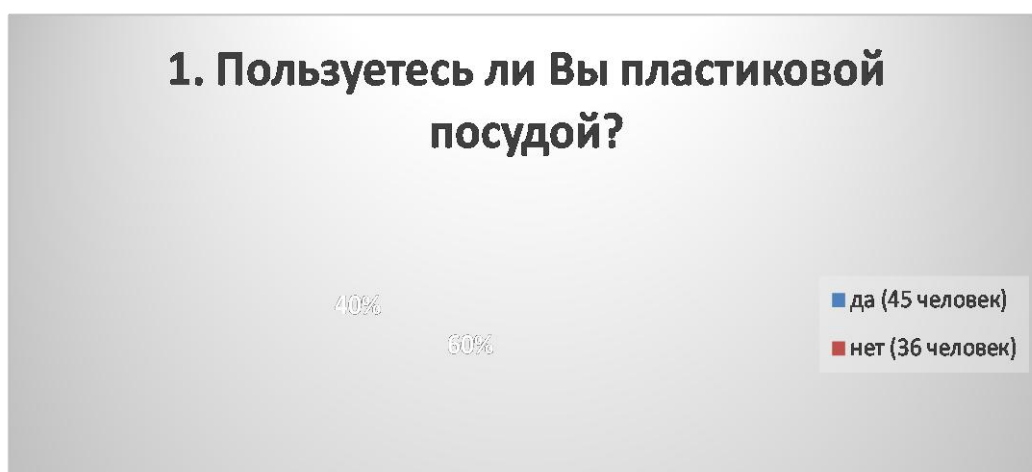 1. Пользуетесь ли Вы пластиковой
посудой?
40%
60%
да (45 человек)
нет (36 человек)